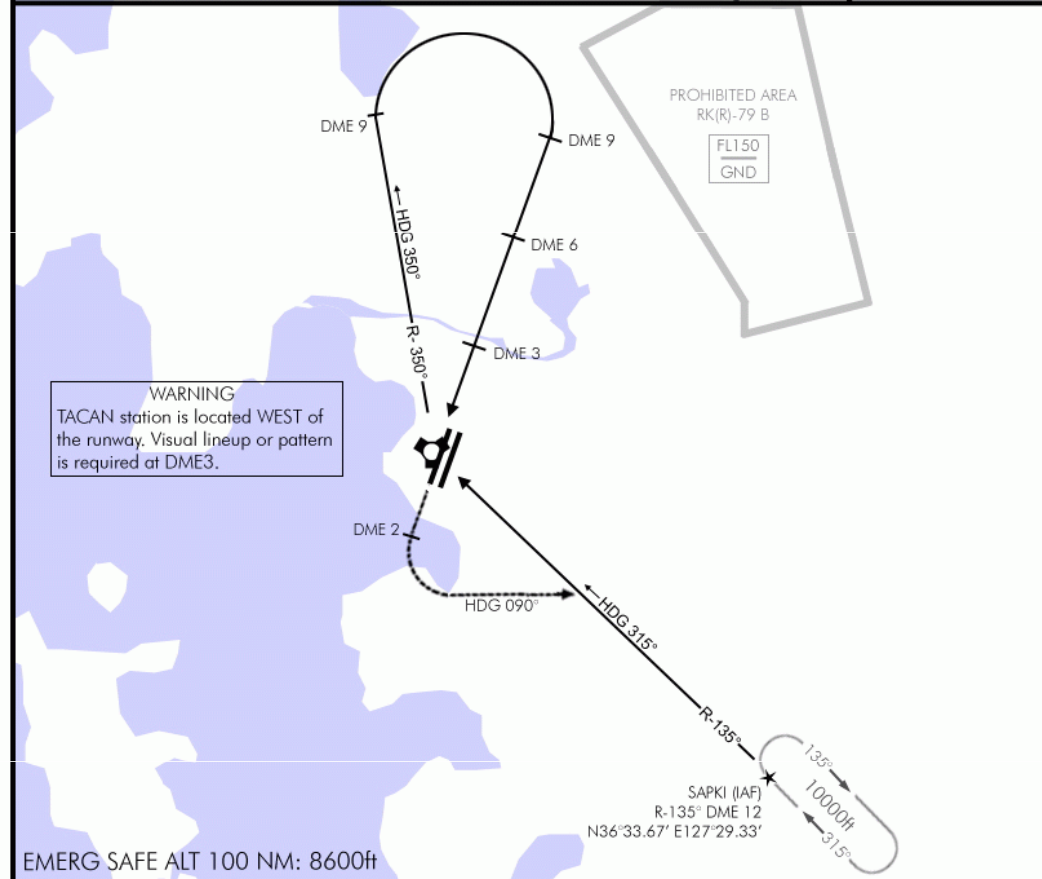 PROHIBITED AREA
RK(R)-79 B
FL150
GND
DME 9
DME 9
HDG 350°
DME 6
R- 350°
DME 3
WARNING
TACAN station is located WEST of
the runway. Visual lineup or pattern
is required at DME3.
DME 2
HDG 090°
HDG 315°
R-135°
135°
10000ft
315°
SAPKI (IAF)
R-135° DME 12
N36°33.67' E127°29.33'
EMERG SAFE ALT 100 NM: 8600ft